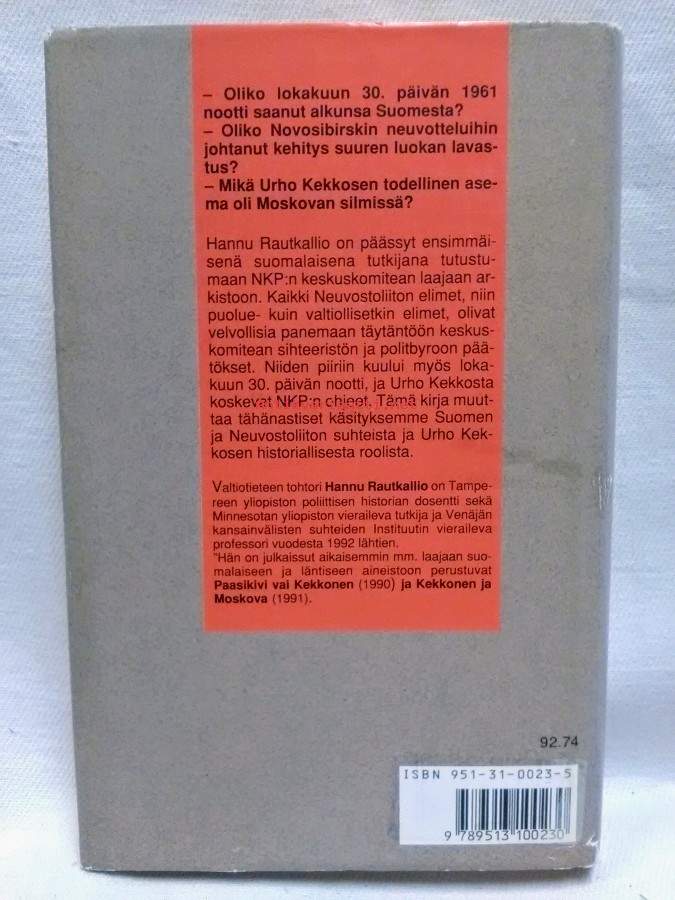 – Oliko lokakuun 30. päivän 1961
nootti saanut alkunsa Suomesta?
– Oliko Novosibirskin neuvotteluihin
johtanut kehitys suuren luokan lavas-
tus?
– Mikä Urho Kekkosen todellinen ase-
ma oli Moskovan silmissä?
Hannu Rautkallio on päässyt ensimmäi-
senä suomalaisena tutkijana tutustu-
maan NKP:n keskuskomitean laajaan ar-
kistoon. Kaikki Neuvostoliiton elimet, niin
puolue- kuin valtiollisetkin elimet, olivat
velvollisia panemaan täytäntöön keskus-
komitean sihteeristön ja politbyroon pää-
tökset. Niiden piiriin kuului myös loka-
kuun 30. päivän nootti, ja Urho Kekkosta
koskevat NKP:n ohjeet. Tämä kirja muut-
taa tähänastiset käsityksemme Suomen
ja Neuvostoliiton suhteista ja Urho Kek-
kosen historiallisesta roolista.
Valtiotieteen tohtori Hannu Rautkallio on Tampe-
reen yliopiston poliittisen historian dosentti sekä
Minnesotan yliopiston vieraileva tutkija ja Venäjän
kansainvälisten suhteiden Instituutin vieraileva
professori vuodesta 1992 lähtien.
"Hän on julkaissut aikaisemmin mm. laajaan suo-
malaiseen ja läntiseen aineistoon perustuvat
Paasikivi vai Kekkonen (1990) ja Kekkonen ja
Moskova (1991).
92.74
ISBN 951-31-0023-5
9 789513 100230